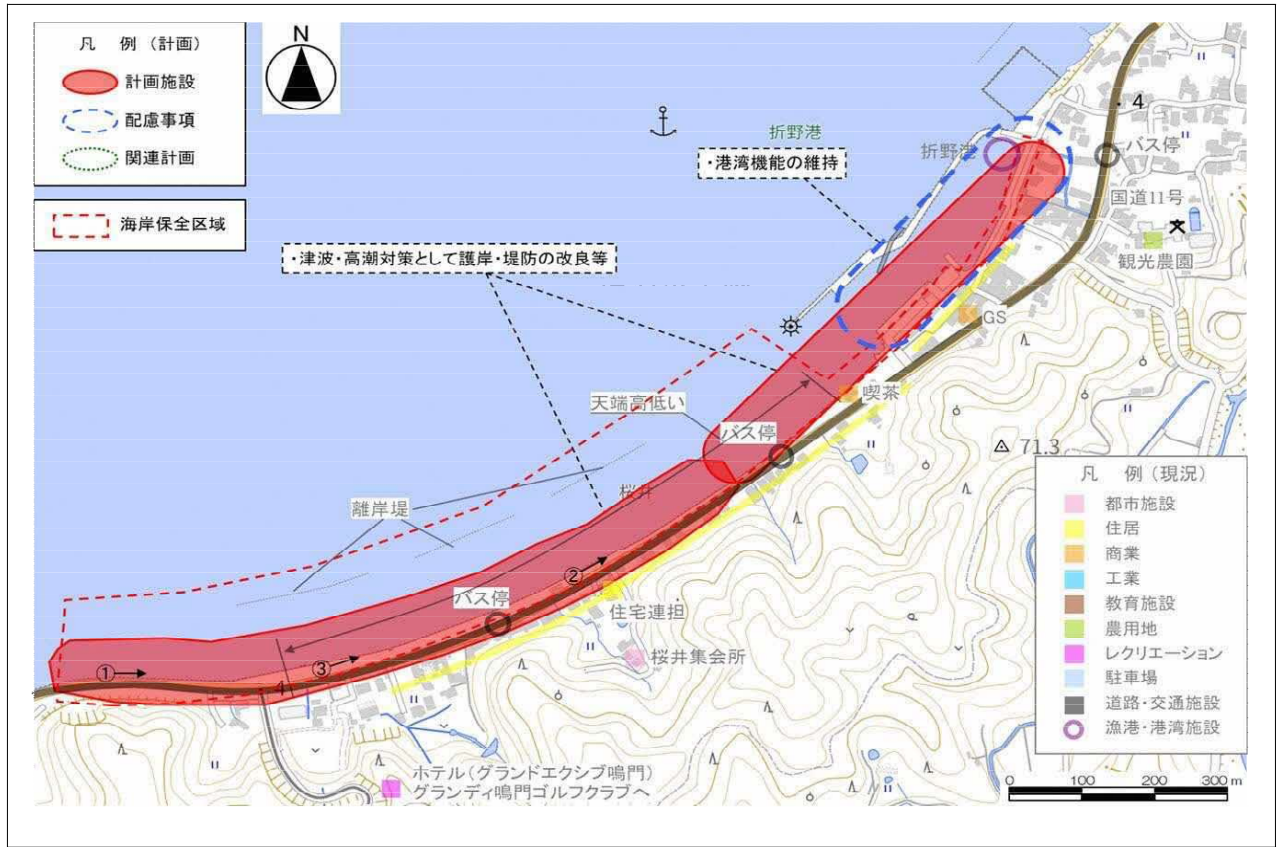 凡 例 (計画)
計画施設
配慮事項
関連計画
海岸保全区域
N
折野港
・港湾機能の維持
折野港
4
バス停
国道11号
観光農園
・津波・高潮対策として護岸・堤防の改良等
GS
喫茶
天端高低い
バス停
71.3
桜井
離岸堤
②
バス停
住宅連担
桜井集会所
①
③
4
ホテル(グランドエクシブ鳴門)
グランディ鳴門ゴルフクラブへ
凡 例 (現況)
都市施設
住居
商業
工業
教育施設
農用地
レクリエーション
駐車場
道路・交通施設
漁港・港湾施設
0 100 200 300 m